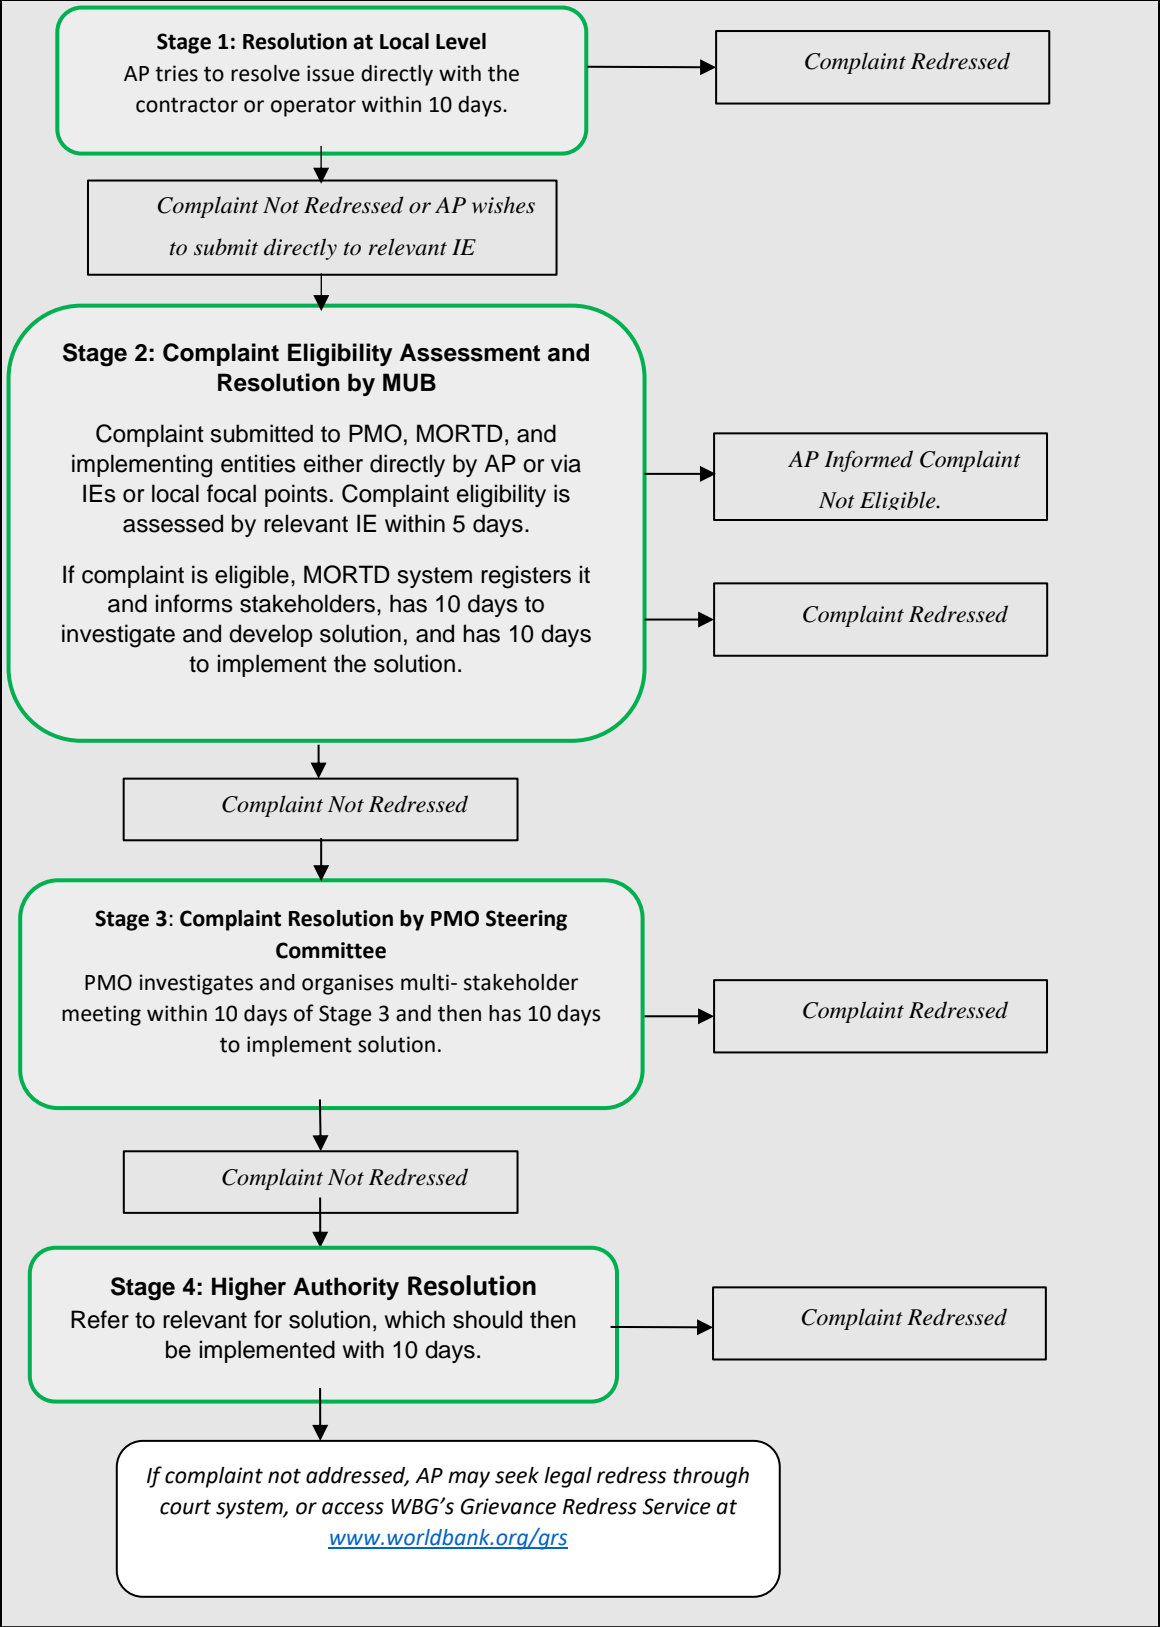 Stage 1: Resolution at Local Level
AP tries to resolve issue directly with the
contractor or operator within 10 days.
Complaint Redressed
Complaint Not Redressed or AP wishes
to submit directly to relevant IE
Stage 2: Complaint Eligibility Assessment and
Resolution by MUB
Complaint submitted to PMO, MORTD, and
implementing entities either directly by AP or via
IEs or local focal points. Complaint eligibility is
assessed by relevant IE within 5 days.
If complaint is eligible, MORTD system registers it
and informs stakeholders, has 10 days to
investigate and develop solution, and has 10 days
to implement the solution.
AP Informed Complaint
Not Eligible.
Complaint Redressed
Complaint Not Redressed
Stage 3: Complaint Resolution by PMO Steering
Committee
PMO investigates and organises multi- stakeholder
meeting within 10 days of Stage 3 and then has 10 days
to implement solution.
Complaint Redressed
Complaint Not Redressed
Stage 4: Higher Authority Resolution
Refer to relevant for solution, which should then
be implemented with 10 days.
Complaint Redressed
If complaint not addressed, AP may seek legal redress through
court system, or access WBG's Grievance Redress Service at
www.worldbank.org/grs